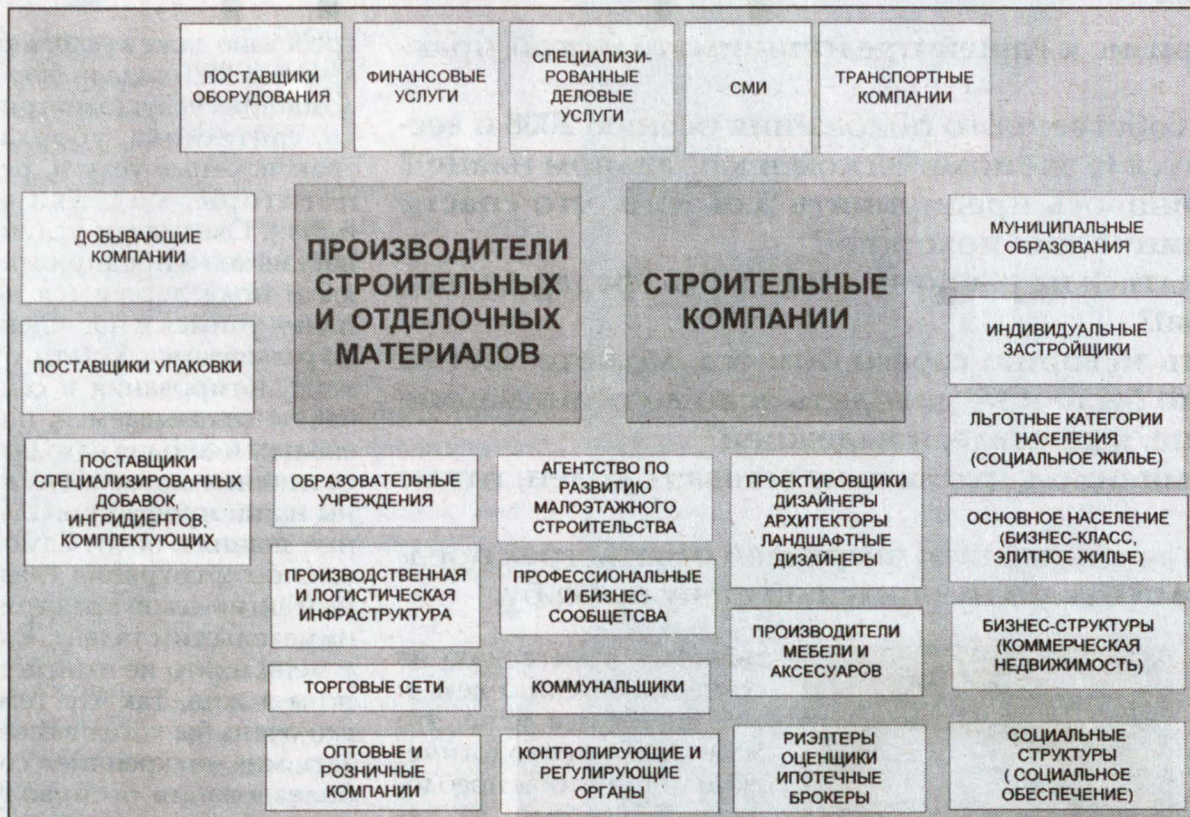 ПОСТАВЩИКИ
ОБОРУДОВАНИЯ
ФИНАНСОВЫЕ
УСЛУГИ
СПЕЦИАЛИЗИ-
РОВАННЫЕ
ДЕЛОВЫЕ
УСЛУГИ
СМИ
ТРАНСПОРТНЫЕ
КОМПАНИИ
ДОБЫВАЮЩИЕ
КОМПАНИИ
ПОСТАВЩИКИ УПАКОВКИ
ПОСТАВЩИКИ
СПЕЦИАЛИЗИРОВАННЫХ
ДОБАВОК,
ИНГРИДИЕНТОВ,
КОМПЛЕКТУЮЩИХ
ПРОИЗВОДИТЕЛИ
СТРОИТЕЛЬНЫХ
И ОТДЕЛОЧНЫХ
МАТЕРИАЛОВ
СТРОИТЕЛЬНЫЕ
КОМПАНИИ
МУНИЦИПАЛЬНЫЕ
ОБРАЗОВАНИЯ
ИНДИВИДУАЛЬНЫЕ
ЗАСТРОЙЩИКИ
ЛЬГОТНЫЕ КАТЕГОРИИ
НАСЕЛЕНИЯ
(СОЦИАЛЬНОЕ ЖИЛЬЕ)
ОСНОВНОЕ НАСЕЛЕНИЕ
(БИЗНЕС-КЛАСС,
ЭЛИТНОЕ ЖИЛЬЕ)
БИЗНЕС-СТРУКТУРЫ
(КОММЕРЧЕСКАЯ
НЕДВИЖИМОСТЬ)
СОЦИАЛЬНЫЕ
СТРУКТУРЫ
(СОЦИАЛЬНОЕ
ОБЕСПЕЧЕНИЕ)
ОБРАЗОВАТЕЛЬНЫЕ
УЧРЕЖДЕНИЯ
ПРОИЗВОДСТВЕННАЯ
И ЛОГИСТИЧЕСКАЯ
ИНФРАСТРУКТУРА
ТОРГОВЫЕ СЕТИ
ОПТОВЫЕ И
РОЗНИЧНЫЕ
КОМПАНИИ
АГЕНТСТВО ПО
РАЗВИТИЮ
МАЛОЭТАЖНОГО
СТРОИТЕЛЬСТВА
ПРОФЕССИОНАЛЬНЫЕ
И БИЗНЕС-
СООБЩЕТСВА
КОММУНАЛЬЩИКИ
КОНТРОЛИРУЮЩИЕ И
РЕГУЛИРУЮЩИЕ
ОРГАНЫ
ПРОЕКТИРОВЩИКИ
ДИЗАЙНЕРЫ
АРХИТЕКТОРЫ
ЛАНДШАФТНЫЕ
ДИЗАЙНЕРЫ
ПРОИЗВОДИТЕЛИ
МЕБЕЛИ И
АКСЕСУАРОВ
РИЭЛТЕРЫ
ОЦЕНЩИКИ
ИПОТЕЧНЫЕ
БРОКЕРЫ